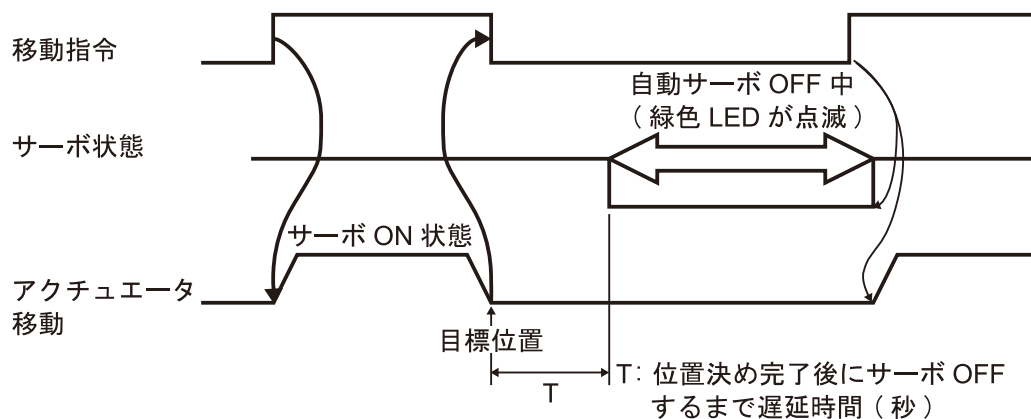 移動指令
自動サーボ OFF 中
（緑色 LED が点滅）
サーボ状態
サーボ ON 状態
アクチュエータ
移動
目標位置
T
T： 位置決め完了後にサーボ OFF
するまで遅延時間（秒）